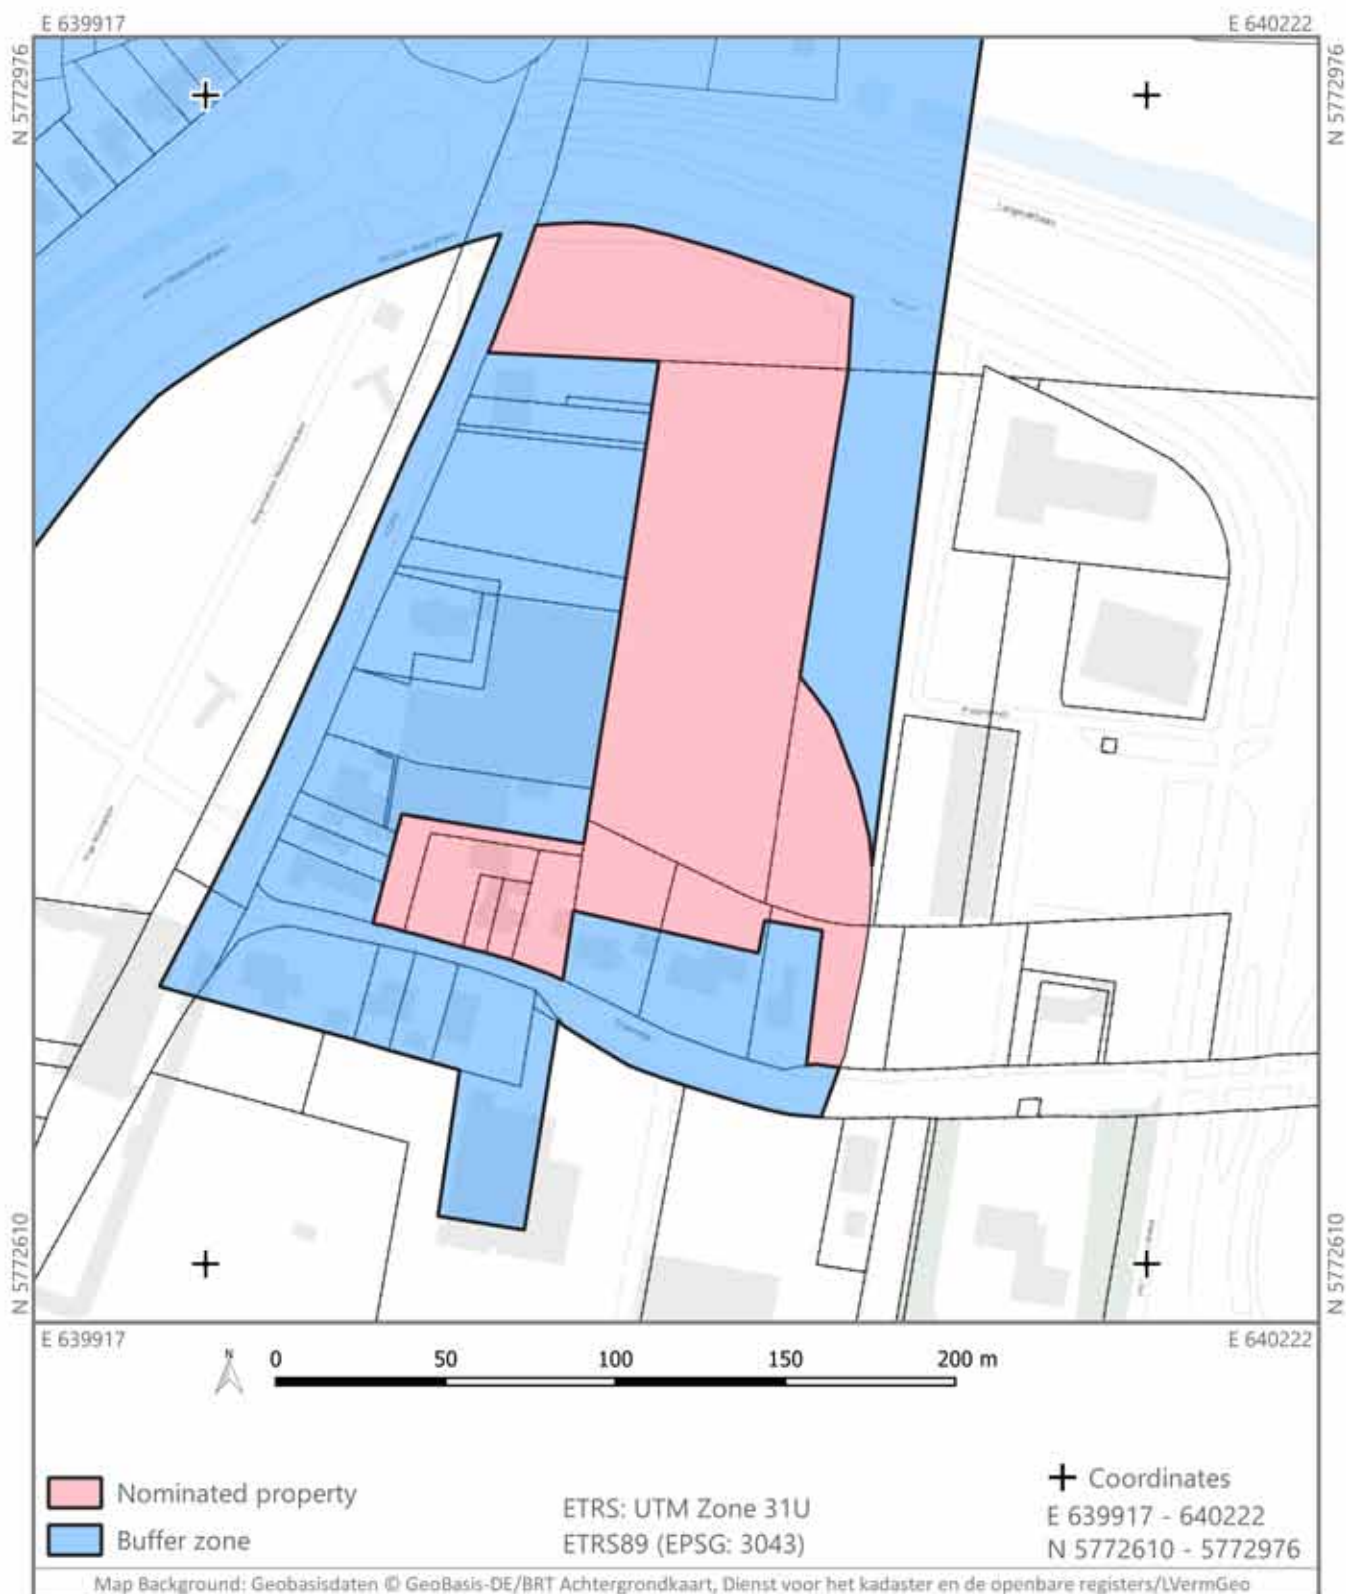 E 639917
E 640222
N 5772976
N 5772976
N 5772610
N 5772610
E 639917
E 640222
N
0 50 100 150 200 m
Nominated property
Buffer zone
ETRS: UTM Zone 31U
ETRS89 (EPSG: 3043)
Coordinates
E 639917 - 640222
N 5772610 - 5772976
Map Background: Geobasisdaten © GeoBasis-DE/BRT Achtergrondkaart, Dienst voor het kadaster en de openbare registers/LVermGeo